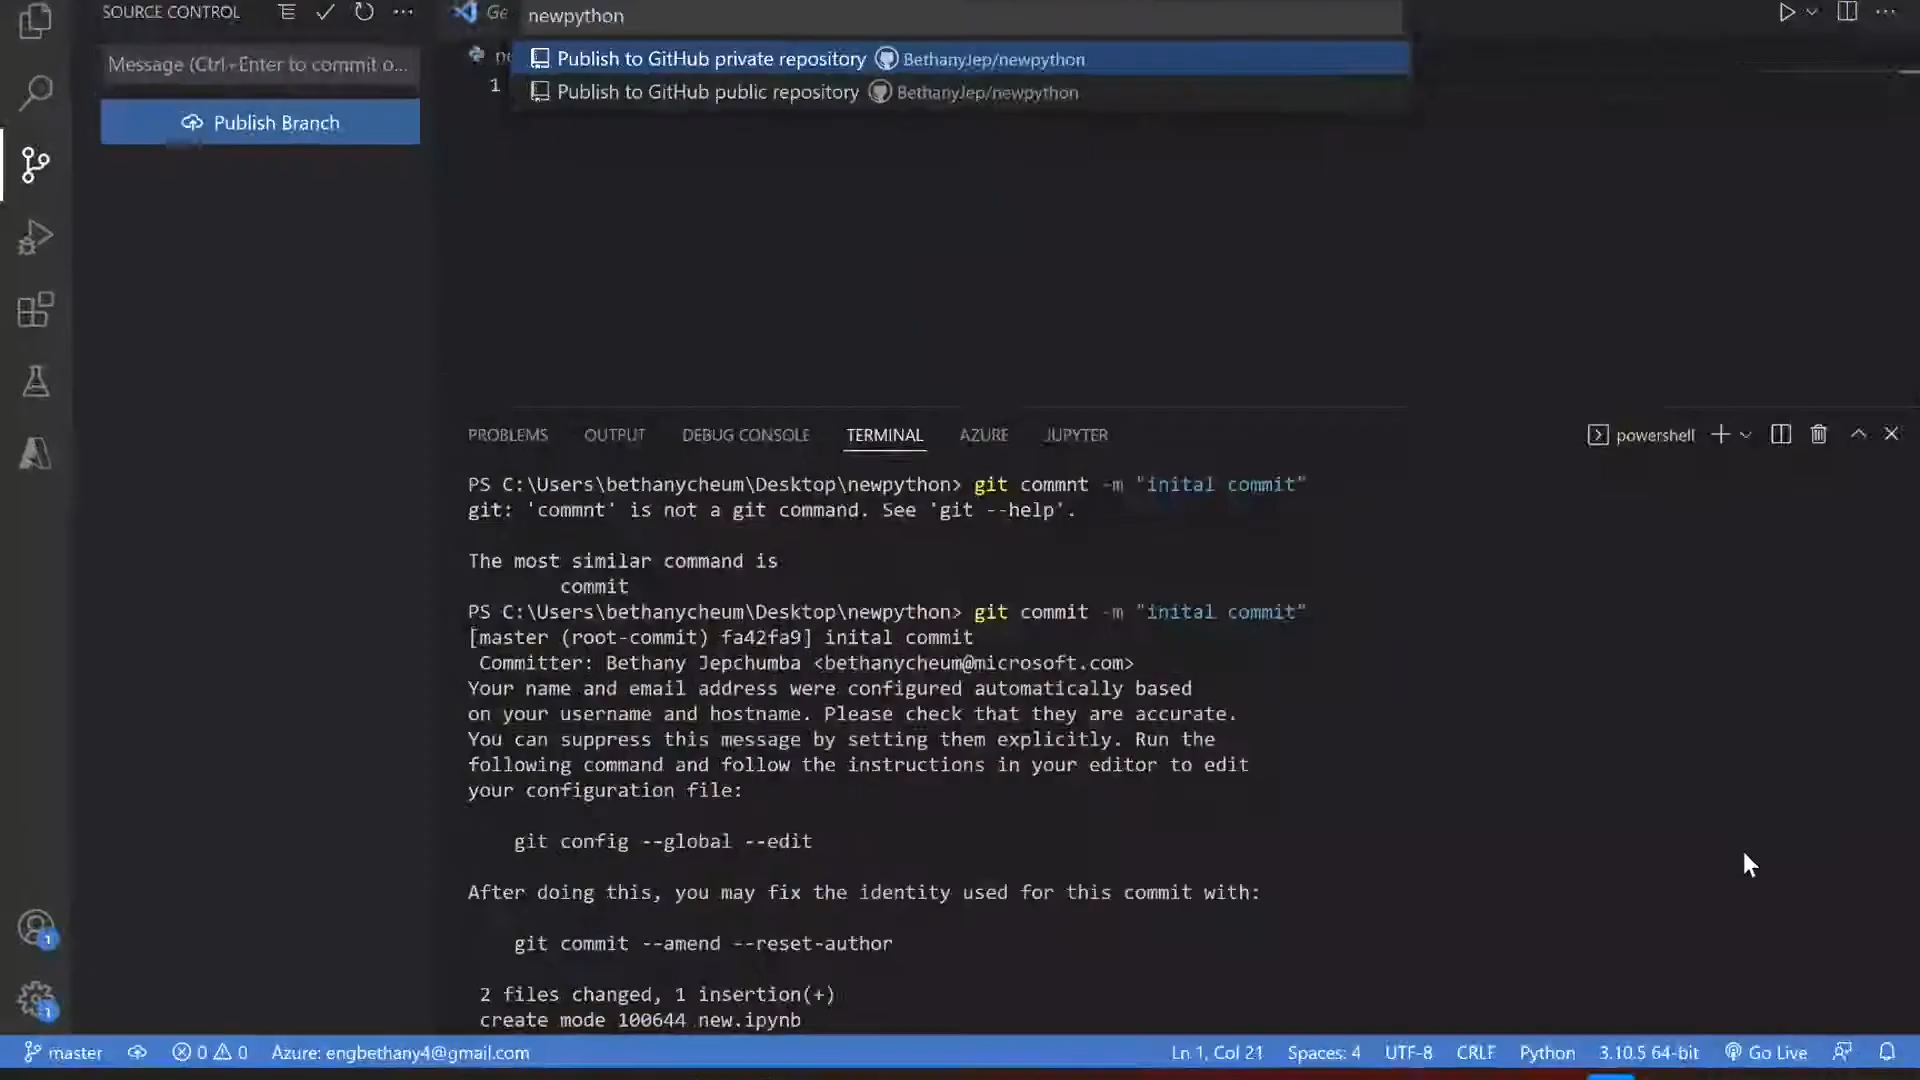 SOURCE CONTROL
Message (Ctrl+Enter to commit o...
Publish Branch
Ge
newpython
Publish to GitHub private repository BethanyJep/newpython
Publish to GitHub public repository BethanyJep/newpython
1
PROBLEMS OUTPUT DEBUG CONSOLE TERMINAL AZURE JUPYTER
powershell
PS C:\Users\bethanycheum\Desktop\newpython> git commnt -m "inital commit"
git: 'commnt' is not a git command. See 'git --help'.
The most similar command is
commit
PS C:\Users\bethanycheum\Desktop\newpython> git commit -m "inital commit"
[master (root-commit) fa42fa9] inital commit
Committer: Bethany Jepchumba <bethanycheum@microsoft.com>
Your name and email address were configured automatically based
on your username and hostname. Please check that they are accurate.
You can suppress this message by setting them explicitly. Run the
following command and follow the instructions in your editor to edit
your configuration file:
git config --global --edit
After doing this, you may fix the identity used for this commit with:
git commit --amend --reset-author
2 files changed, 1 insertion(+)
create mode 100644 new.ipynb
1
1
master 0 0 Azure: engbethany4@gmail.com Ln 1, Col 21 Spaces: 4 UTF-8 CRLF Python 3.10.5 64-bit Go Live